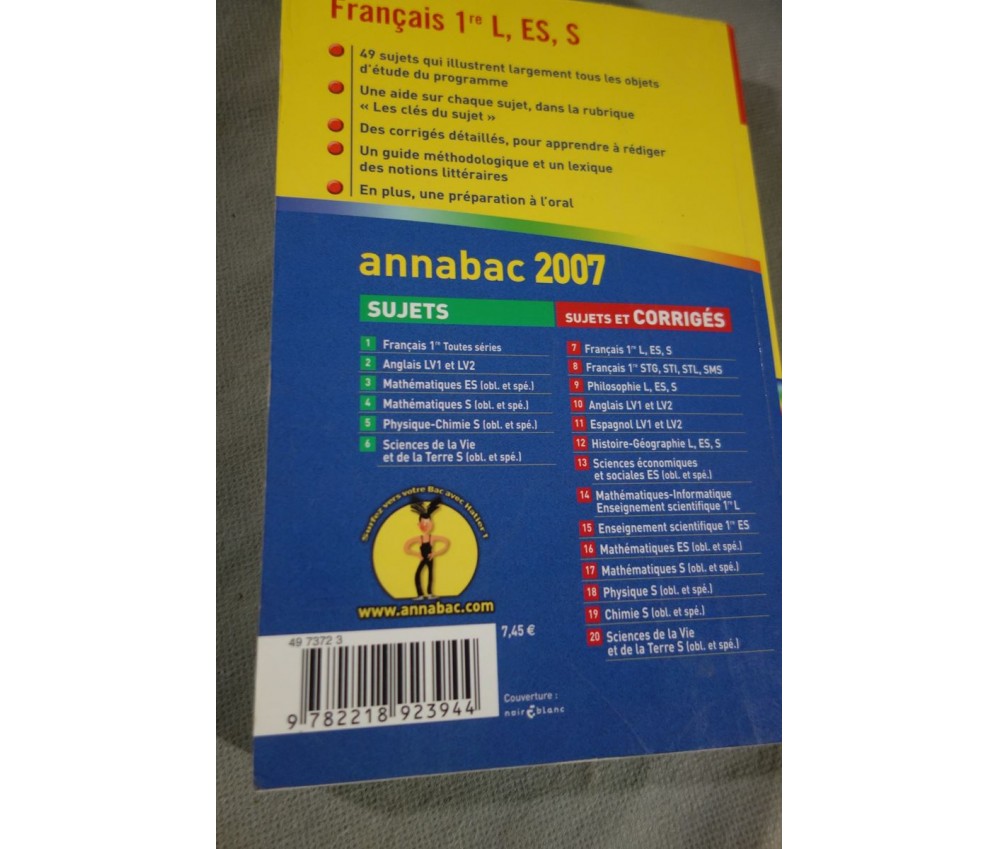 Français 1re L, ES, S
49 sujets qui illustrent largement tous les objets
d'étude du programme
Une aide sur chaque sujet, dans la rubrique
« Les clés du sujet »
Des corrigés détaillés, pour apprendre à rédiger
Un guide méthodologique et un lexique
des notions littéraires
En plus, une préparation à l'oral
annabac 2007
SUJETS
1 Français 1re Toutes séries
2 Anglais LV1 et LV2
3 Mathématiques ES (obl. et spé.)
4 Mathématiques S (obl. et spé.)
5 Physique-Chimie S (obl. et spé.)
6 Sciences de la Vie
et de la Terre S (obl. et spé.)
SUJETS ET CORRIGÉS
7 Français 1re L, ES, S
8 Français 1re STG, STI, STL, SMS
9 Philosophie L, ES, S
10 Anglais LV1 et LV2
11 Espagnol LV1 et LV2
12 Histoire-Géographie L, ES, S
13 Sciences économiques
et sociales ES (obl. et spé.)
14 Mathématiques-Informatique
Enseignement scientifique 1re L
15 Enseignement scientifique 1re ES
16 Mathématiques ES (obl. et spé.)
17 Mathématiques S (obl. et spé.)
18 Physique S (obl. et spé.)
19 Chimie S (obl. et spé.)
20 Sciences de la Vie
et de la Terre S (obl. et spé.)
Surfez vers votre Bac avec Hatier !
www.annabac.com
7,45 €
49 7372 3
9 782218 923944
Couverture :
noir & blanc